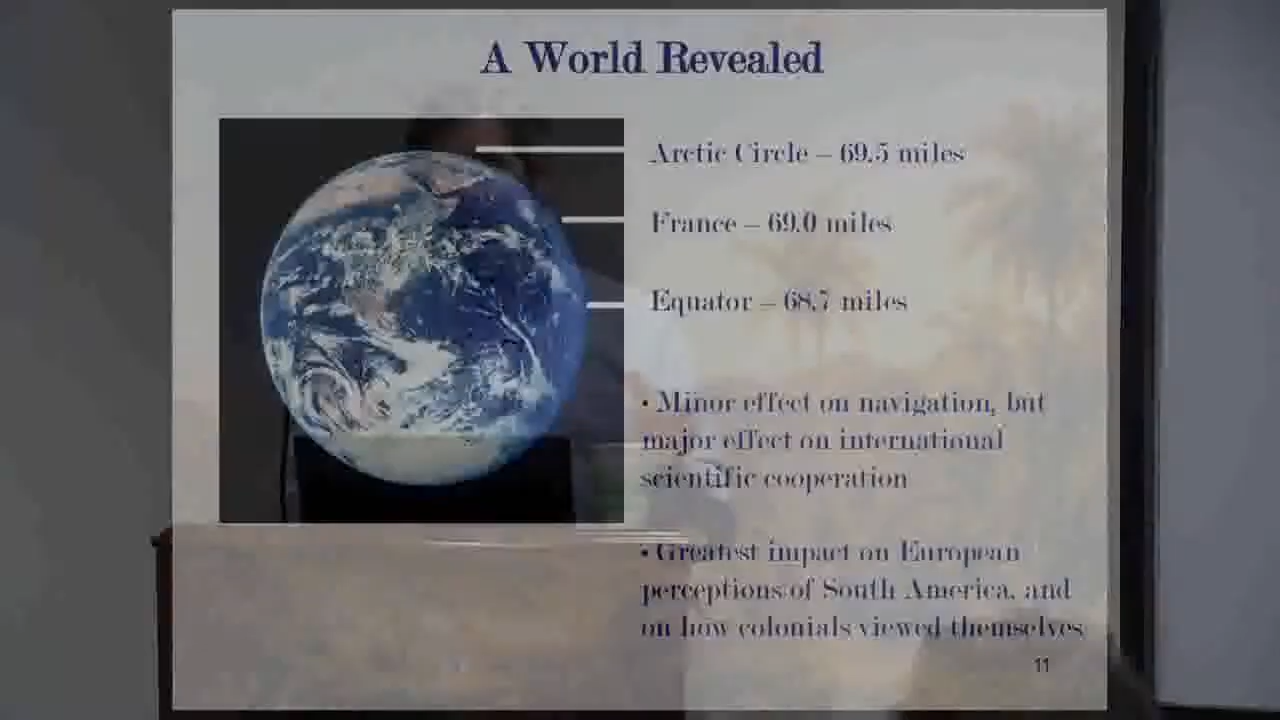 A World Revealed
Arctic Circle – 69.5 miles
France – 69.0 miles
Equator – 68.7 miles
• Minor effect on navigation, but
major effect on international
scientific cooperation
• Greatest impact on European
perceptions of South America, and
on how colonials viewed themselves
11